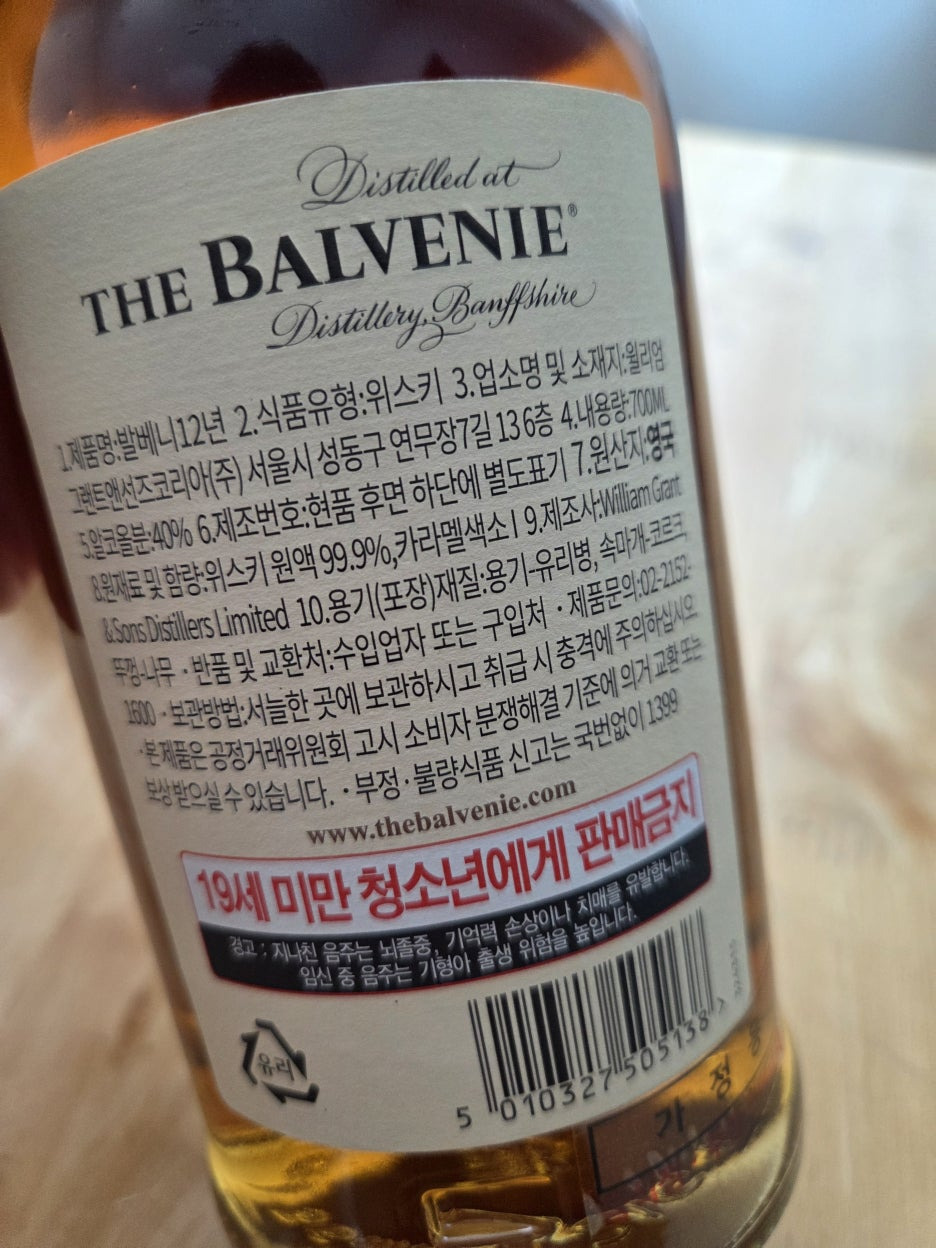 Distilled at
THE BALVENIE®
Distillery, Banffshire
1.제품명:발베니12년 2.식품유형:위스키 3.업소명 및 소재지:윌리엄
그랜트앤선즈코리아(주) 서울시 성동구 연무장7길 13 6층 4.내용량:700ML
5.알코올분:40% 6.제조번호:현품 후면 하단에 별도표기 7.원산지:영국
8.원재료 및 함량:위스키 원액 99.9%,카라멜색소I 9.제조사:William Grant
&Sons Distillers Limited 10.용기(포장)재질:용기-유리병, 속마개-코르크,
뚜껑-나무 ·반품 및 교환처:수입업자 또는 구입처 ·제품문의:02-2152-
1600 ·보관방법:서늘한 곳에 보관하시고 취급 시 충격에 주의하십시오.
·본 제품은 공정거래위원회 고시 소비자 분쟁해결 기준에 의거 교환 또는
보상 받으실 수 있습니다. ·부정·불량식품 신고는 국번없이 1399
www.thebalvenie.com
19세 미만 청소년에게 판매금지
경고 : 지나친 음주는 뇌졸중, 기억력 손상이나 치매를 유발합니다.
임신 중 음주는 기형아 출생 위험을 높입니다.
유리
5 010327 505138 >
가 정